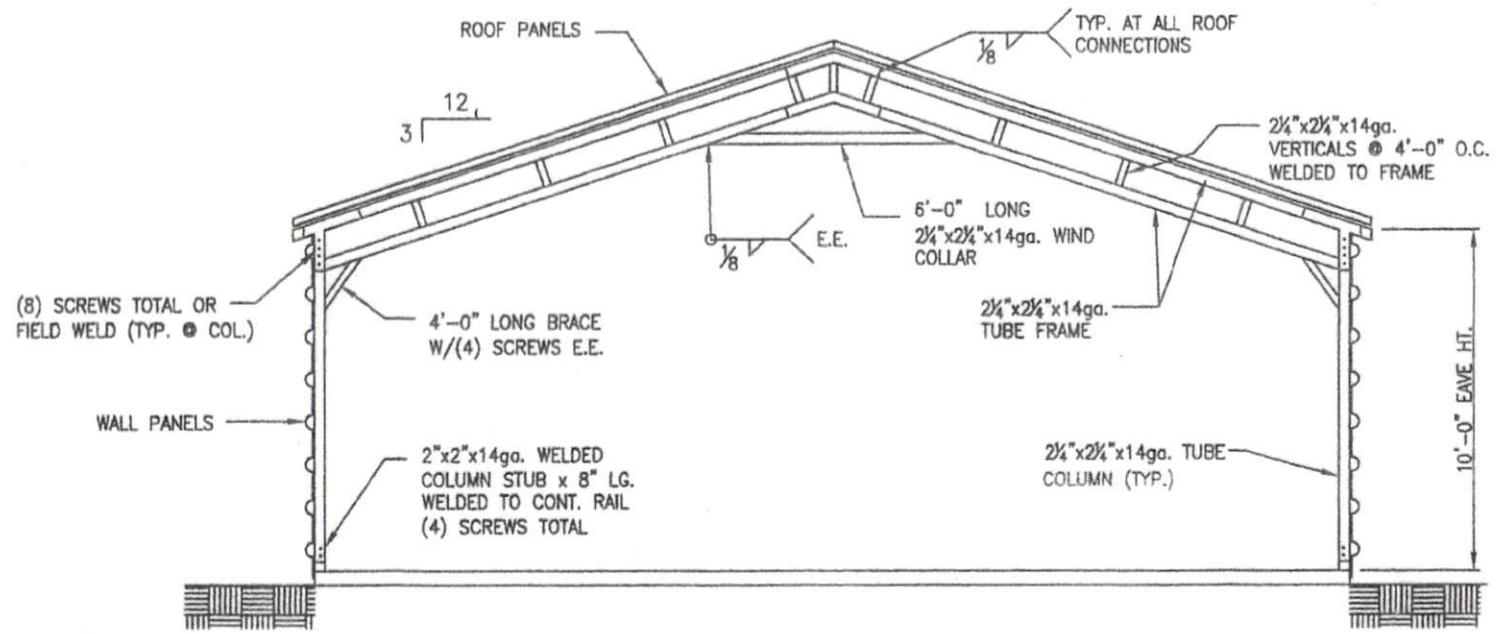 ROOF PANELS
TYP. AT ALL ROOF
CONNECTIONS
1/8
12
3
2¼"x2¼"x14ga.
VERTICALS @ 4'-0" O.C.
WELDED TO FRAME
6'-0" LONG
2¼"x2¼"x14ga. WIND
COLLAR
E.E.
1/8
(8) SCREWS TOTAL OR
FIELD WELD (TYP. @ COL.)
4'-0" LONG BRACE
W/(4) SCREWS E.E.
2¼"x2¼"x14ga.
TUBE FRAME
10'-0" EAVE HT.
WALL PANELS
2"x2"x14ga. WELDED
COLUMN STUB x 8" LG.
WELDED TO CONT. RAIL
(4) SCREWS TOTAL
2¼"x2¼"x14ga. TUBE
COLUMN (TYP.)